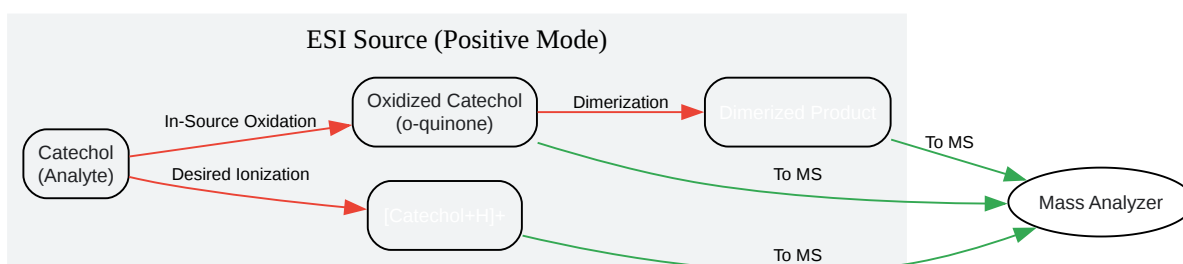 ESI Source (Positive Mode)
Catechol
(Analyte)
In-Source Oxidation
Desired Ionization
Oxidized Catechol
(o-quinone)
[Catechol+H]+
Dimerization
Dimerized Product
To MS
To MS
To MS
Mass Analyzer